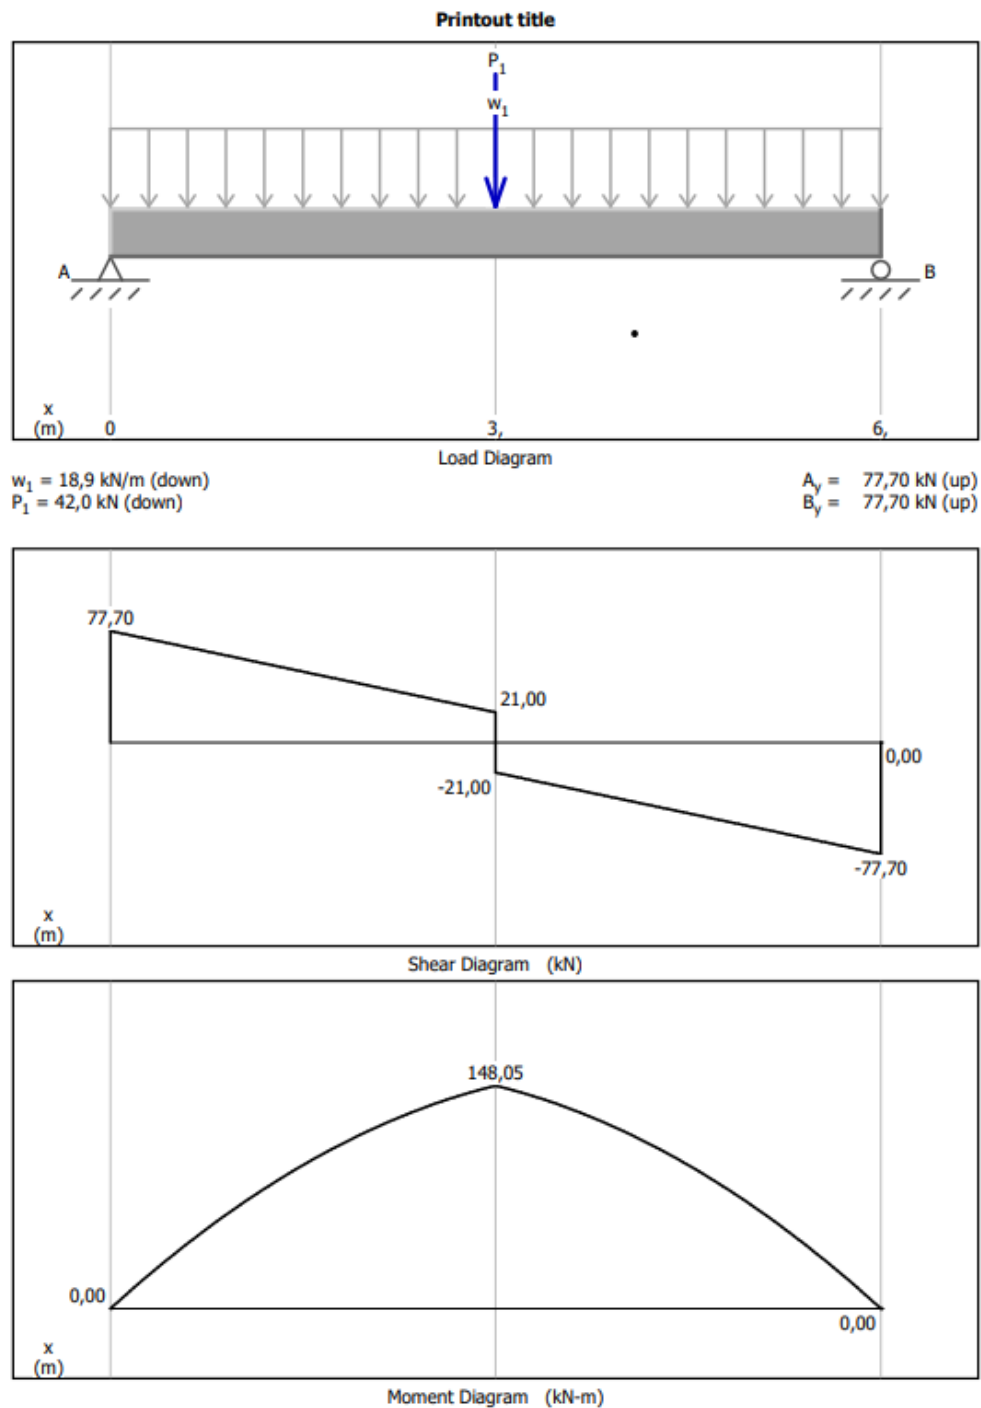 Printout title
P1
w1
A
B
x
(m) 0 3, 6,
Load Diagram
w1 = 18,9 kN/m (down)
P1 = 42,0 kN (down)
Ay = 77,70 kN (up)
By = 77,70 kN (up)
77,70
21,00
0,00
-21,00
-77,70
x
(m)
Shear Diagram (kN)
148,05
0,00
0,00
x
(m)
Moment Diagram (kN-m)